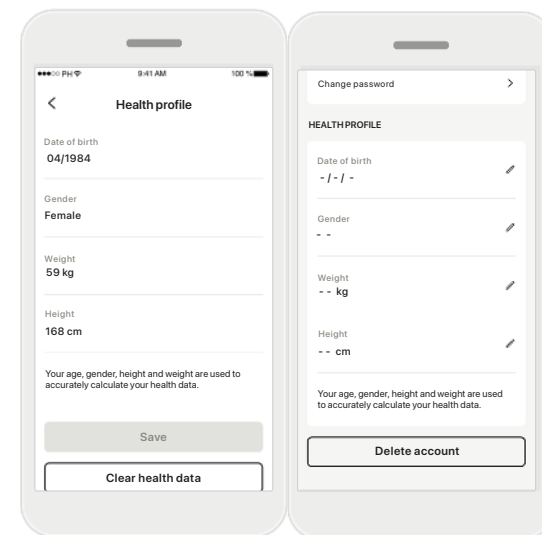 PH
9:41 AM
100 %
Health profile
Date of birth
04/1984
Gender
Female
Weight
59 kg
Height
168 cm
Your age, gender, height and weight are used to
accurately calculate your health data.
Save
Clear health data
Change password
HEALTH PROFILE
Date of birth
- / - / -
Gender
- -
Weight
- - kg
Height
- - cm
Your age, gender, height and weight are used
to accurately calculate your health data.
Delete account